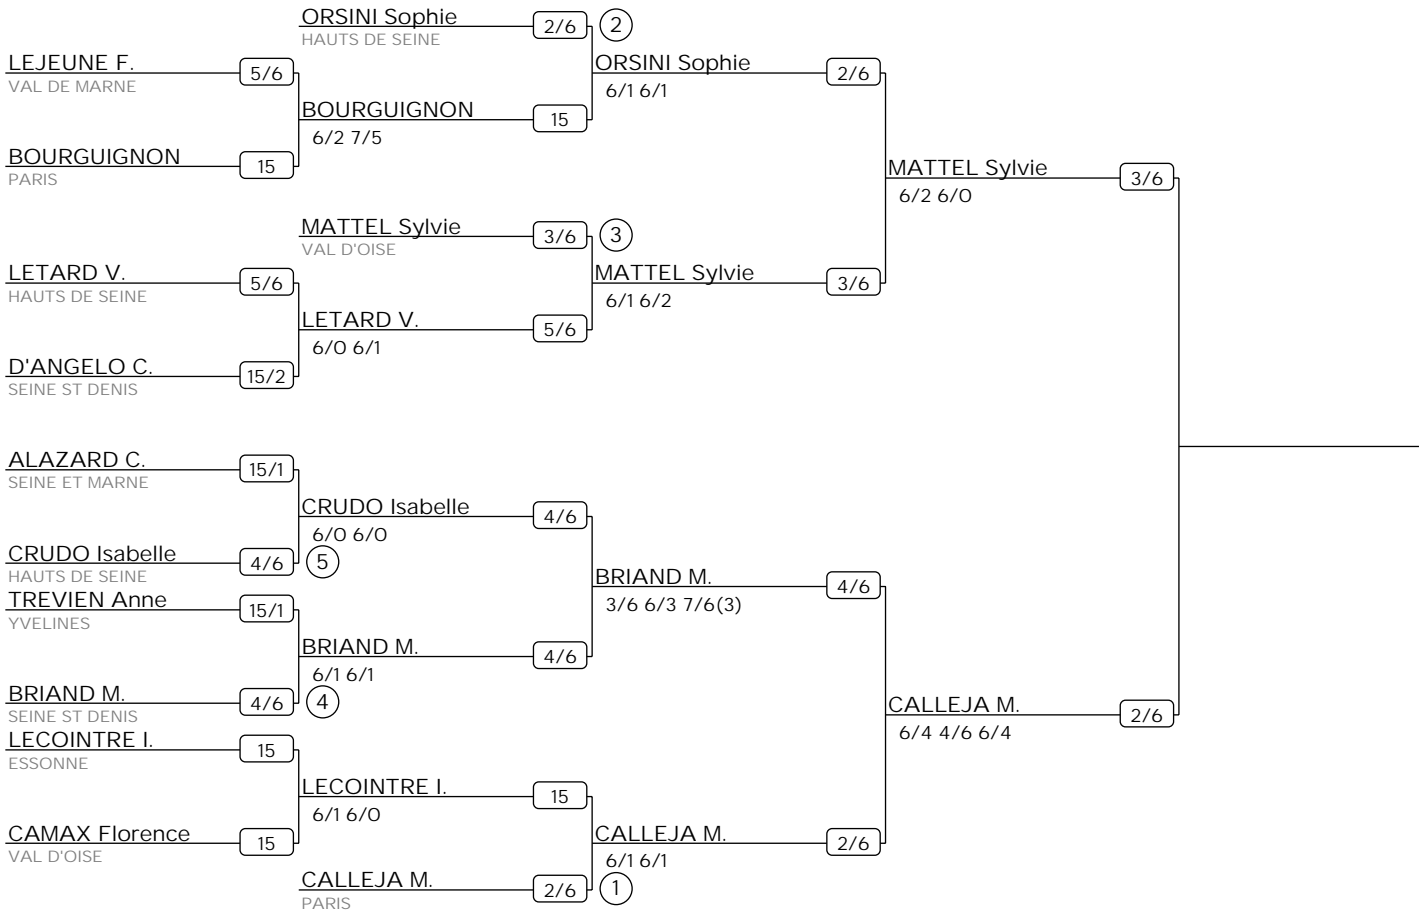 ORSINI Sophie
2/6
2
HAUTS DE SEINE
LEJEUNE F.
5/6
VAL DE MARNE
ORSINI Sophie
2/6
6/1 6/1
BOURGUIGNON
15
6/2 7/5
BOURGUIGNON
15
PARIS
MATTEL Sylvie
3/6
6/2 6/0
MATTEL Sylvie
3/6
3
VAL D'OISE
LETARD V.
5/6
HAUTS DE SEINE
MATTEL Sylvie
3/6
6/1 6/2
LETARD V.
5/6
6/0 6/1
D'ANGELO C.
15/2
SEINE ST DENIS
ALAZARD C.
15/1
SEINE ET MARNE
CRUDO Isabelle
4/6
6/0 6/0
CRUDO Isabelle
4/6
5
HAUTS DE SEINE
BRIAND M.
4/6
3/6 6/3 7/6(3)
TREVIEN Anne
15/1
YVELINES
BRIAND M.
4/6
6/1 6/1
BRIAND M.
4/6
4
SEINE ST DENIS
CALLEJA M.
2/6
6/4 4/6 6/4
LECOINTRE I.
15
ESSONNE
LECOINTRE I.
15
6/1 6/0
CAMAX Florence
15
VAL D'OISE
CALLEJA M.
2/6
6/1 6/1
CALLEJA M.
2/6
1
PARIS